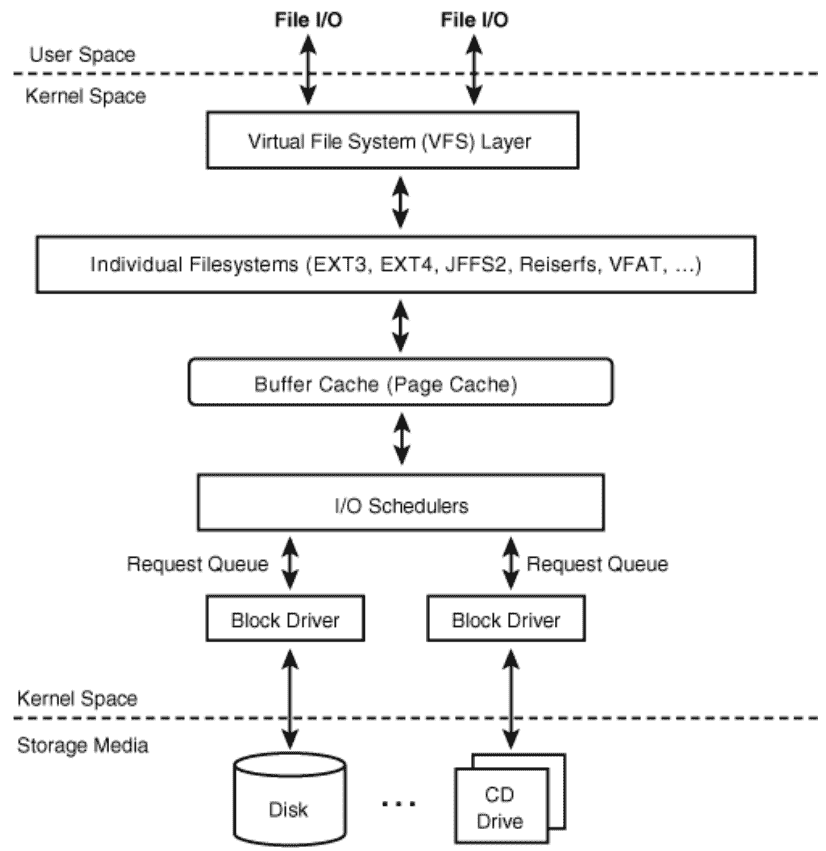 File I/O File I/O
User Space
Kernel Space
Virtual File System (VFS) Layer
Individual Filesystems (EXT3, EXT4, JFFS2, Reiserfs, VFAT, ...)
Buffer Cache (Page Cache)
I/O Schedulers
Request Queue Request Queue
Block Driver Block Driver
Kernel Space
Storage Media
Disk
...
CD
Drive